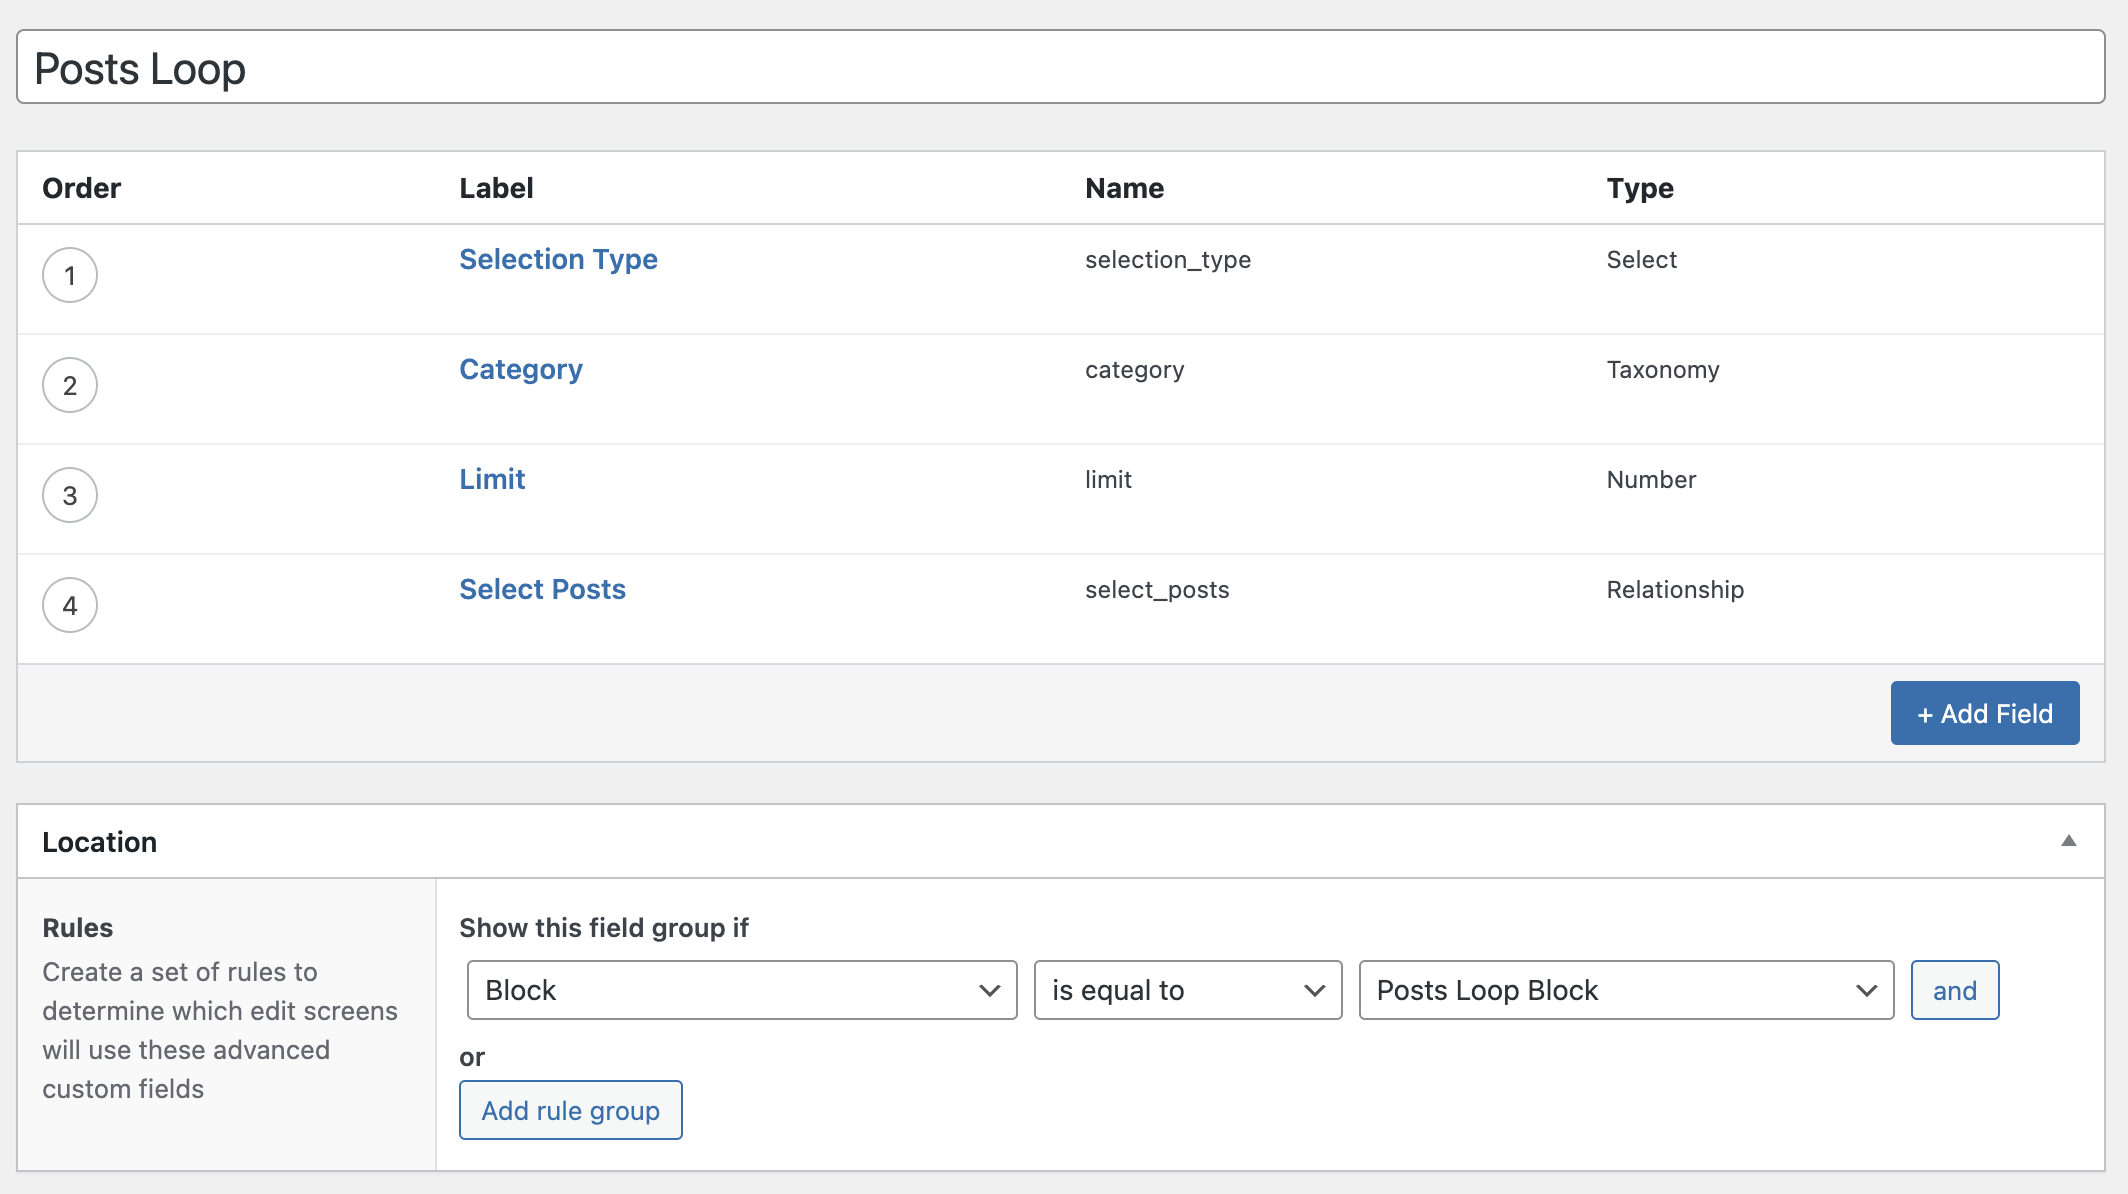 Posts Loop
Order Label Name Type
1 Selection Type selection_type Select
2 Category category Taxonomy
3 Limit limit Number
4 Select Posts select_posts Relationship
+ Add Field
Location
Rules
Create a set of rules to
determine which edit screens
will use these advanced
custom fields
Show this field group if
Block is equal to Posts Loop Block and
or
Add rule group